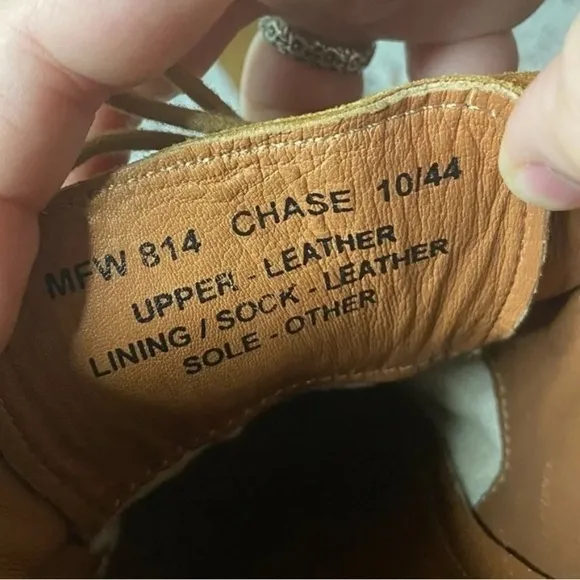 MFW 814 CHASE 10/44
UPPER - LEATHER
LINING / SOCK - LEATHER
SOLE - OTHER